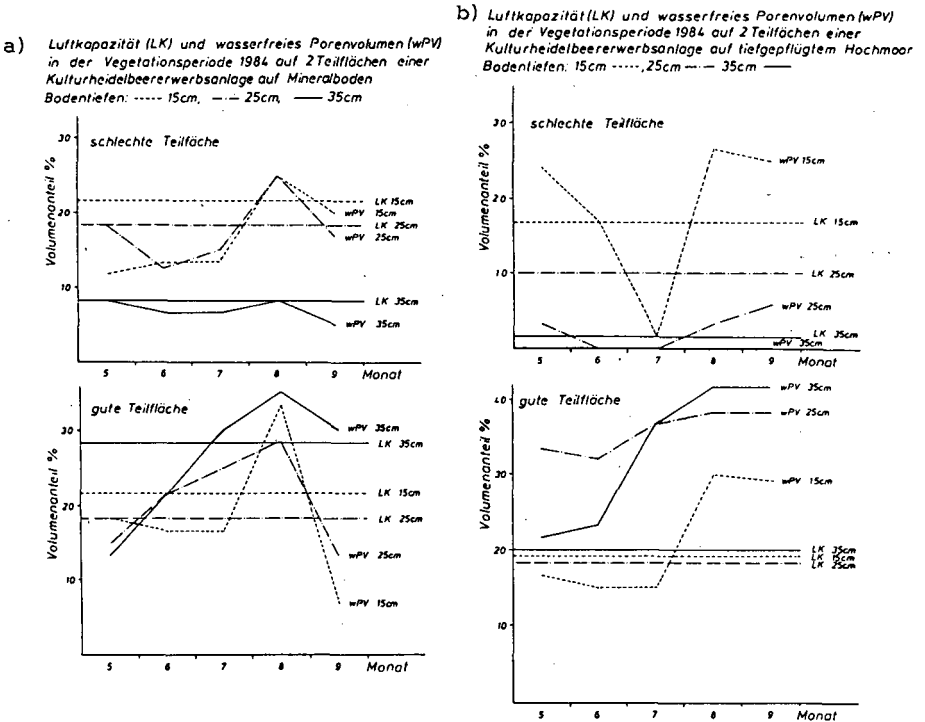 a)
Luftkapazität (LK) und wasserfreies Porenvolumen (wPV)
in der Vegetationsperiode 1984 auf 2 Teilflächen einer
Kulturheidelbeererwerbsanlage auf Mineralboden
Bodentiefen: ---- 15cm, —·— 25cm, —— 35cm
schlechte Teilfäche
Volumenanteil %
30
20
10
LK 15cm
wPV 15cm
LK 25cm
wPV 25cm
LK 35cm
wPV 35cm
5 6 7 8 9 Monat
gute Teilfläche
Volumenanteil %
30
20
10
wPV 35cm
LK 35cm
LK 15cm
LK 25cm
wPV 25cm
wPV 15cm
5 6 7 8 9 Monat
b)
Luftkapazität (LK) und wasserfreies Porenvolumen (wPV)
in der Vegetationsperiode 1984 auf 2 Teilflächen einer
Kulturheidelbeererwerbsanlage auf tiefgepflügtem Hochmoor
Bodentiefen: 15cm -----, 25cm —·— 35cm ——
schlechte Teilfläche
Volumenanteil %
30
2.0
1.0
wPV 15cm
LK 15cm
LK 25cm
wPV 25cm
LK 35cm
wPV 35cm
5 6 7 8 9 Monat
gute Teilfläche
Volumenanteil %
40
30
20
10
wPV 35cm
wPV 25cm
wPV 15cm
LK 35cm
LK 15cm
LK 25cm
5 6 7 8 9 Monat